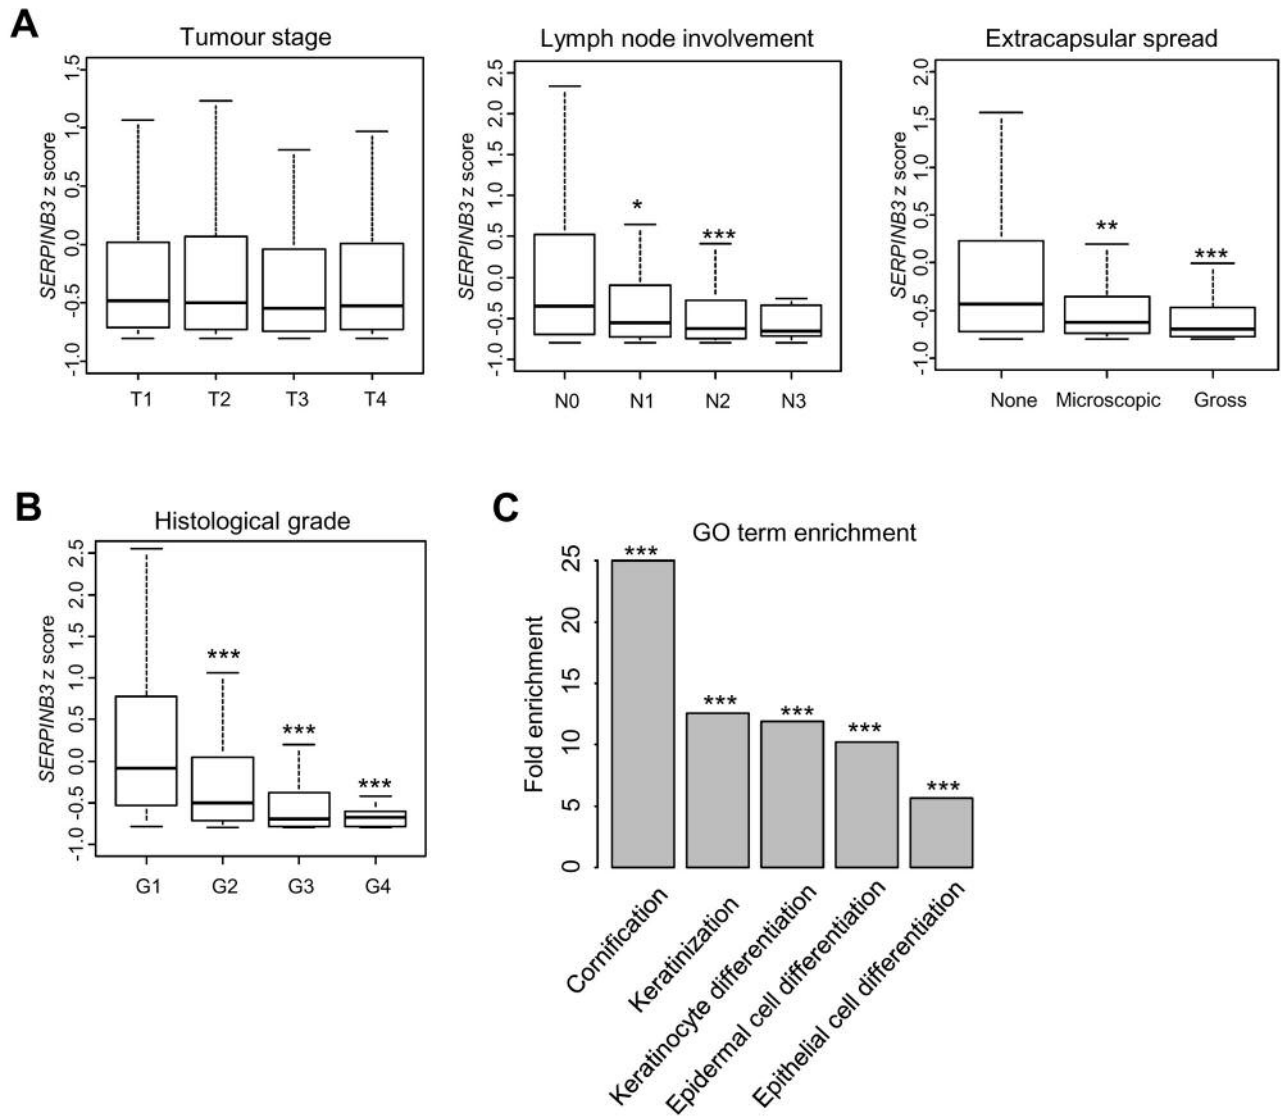 A
Tumour stage
SERPINB3 z score
1.5
1.0
0.5
0.0
-0.5
-1.0
T1 T2 T3 T4
Lymph node involvement
SERPINB3 z score
2.5
2.0
1.5
1.0
0.5
0.0
-0.5
-1.0
*
***
N0 N1 N2 N3
Extracapsular spread
SERPINB3 z score
2.0
1.5
1.0
0.5
0.0
-0.5
-1.0
**
***
None Microscopic Gross
B
Histological grade
SERPINB3 z score
2.5
2.0
1.5
1.0
0.5
0.0
-0.5
-1.0
***
***
***
G1 G2 G3 G4
C
GO term enrichment
Fold enrichment
25
20
15
10
5
0
***
***
***
***
***
Cornification
Keratinization
Keratinocyte differentiation
Epidermal cell differentiation
Epithelial cell differentiation